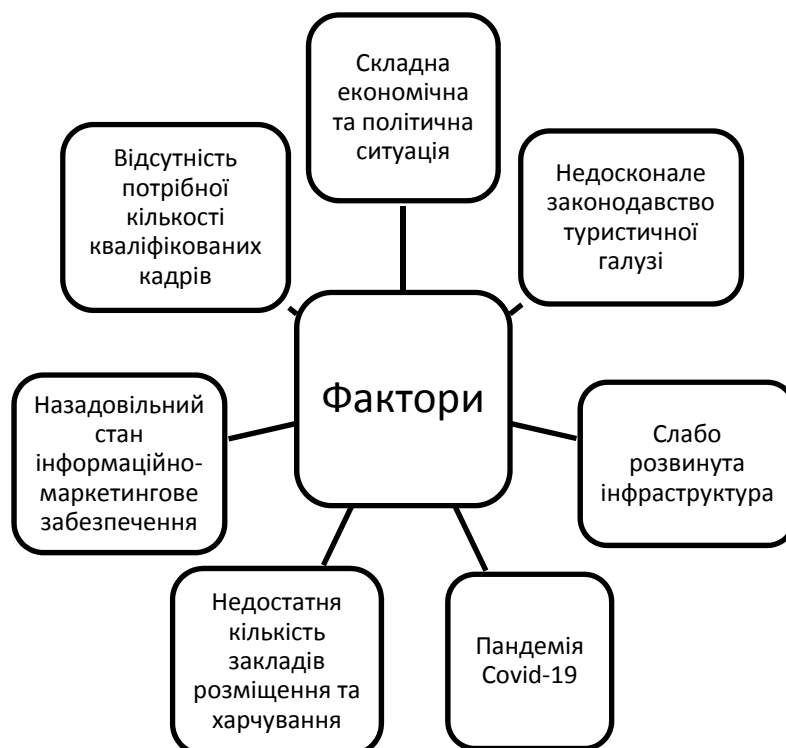 Складна
економічна
та політична
ситуація
Недосконале
законодавство
туристичної
галузі
Слабо
розвинута
інфраструктура
Пандемія
Covid-19
Недостатня
кількість
закладів
розміщення та
харчування
Назадовільний
стан
інформаційно-
маркетингове
забезпечення
Відсутність
потрібної
кількості
кваліфікованих
кадрів
Фактори